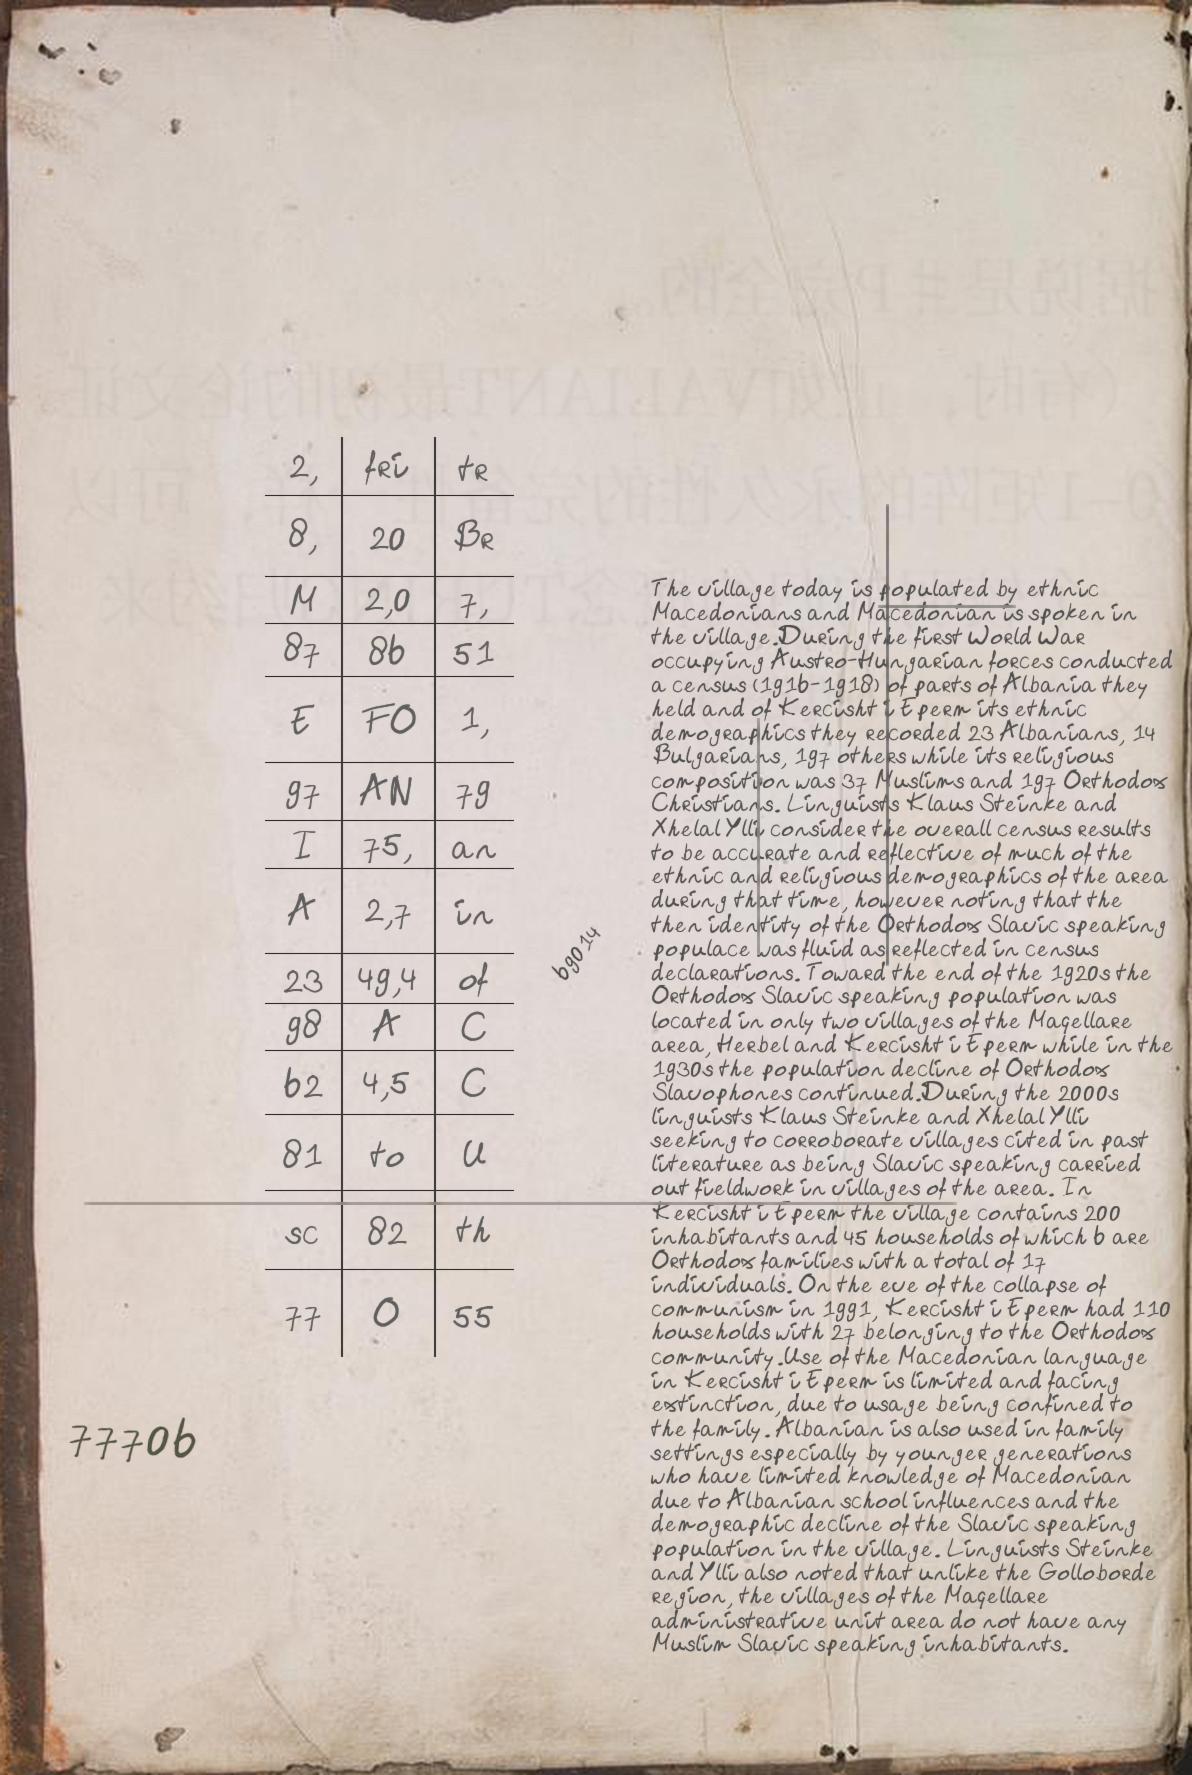 2, fri tr
8, 20 Br
M 2,0 7,
87 86 51
E FO 1,
97 AN 79
I 75, an
A 2,7 in
23 49,4 of
98 A C
62 4,5 C
81 to U
sc 82 th
77 0 55
69014
77706
The village today is populated by ethnic
Macedonians and Macedonian is spoken in
the village.During the first World War
occupying Austro-Hungarian forces conducted
a census (1916-1918) of parts of Albania they
held and of Kercisht i Eperm its ethnic
demographics they recorded 23 Albanians, 14
Bulgarians, 197 others while its religious
composition was 37 Muslims and 197 Orthodox
Christians. Linguists Klaus Steinke and
Xhelal Ylli consider the overall census results
to be accurate and reflective of much of the
ethnic and religious demographics of the area
during that time, however noting that the
then identity of the Orthodox Slavic speaking
populace was fluid as reflected in census
declarations. Toward the end of the 1920s the
Orthodox Slavic speaking population was
located in only two villages of the Maqellare
area, Herbel and Kercisht i Eperm while in the
1930s the population decline of Orthodox
Slavophones continued.During the 2000s
linguists Klaus Steinke and Xhelal Ylli
seeking to corroborate villages cited in past
literature as being Slavic speaking carried
out fieldwork in villages of the area. In
Kercisht i Eperm the village contains 200
inhabitants and 45 households of which 6 are
Orthodox families with a total of 17
individuals. On the eve of the collapse of
communism in 1991, Kercisht i Eperm had 110
households with 27 belonging to the Orthodox
community.Use of the Macedonian language
in Kercisht i Eperm is limited and facing
extinction, due to usage being confined to
the family. Albanian is also used in family
settings especially by younger generations
who have limited knowledge of Macedonian
due to Albanian school influences and the
demographic decline of the Slavic speaking
population in the village. Linguists Steinke
and Ylli also noted that unlike the Golloborde
region, the villages of the Maqellare
administrative unit area do not have any
Muslim Slavic speaking inhabitants.